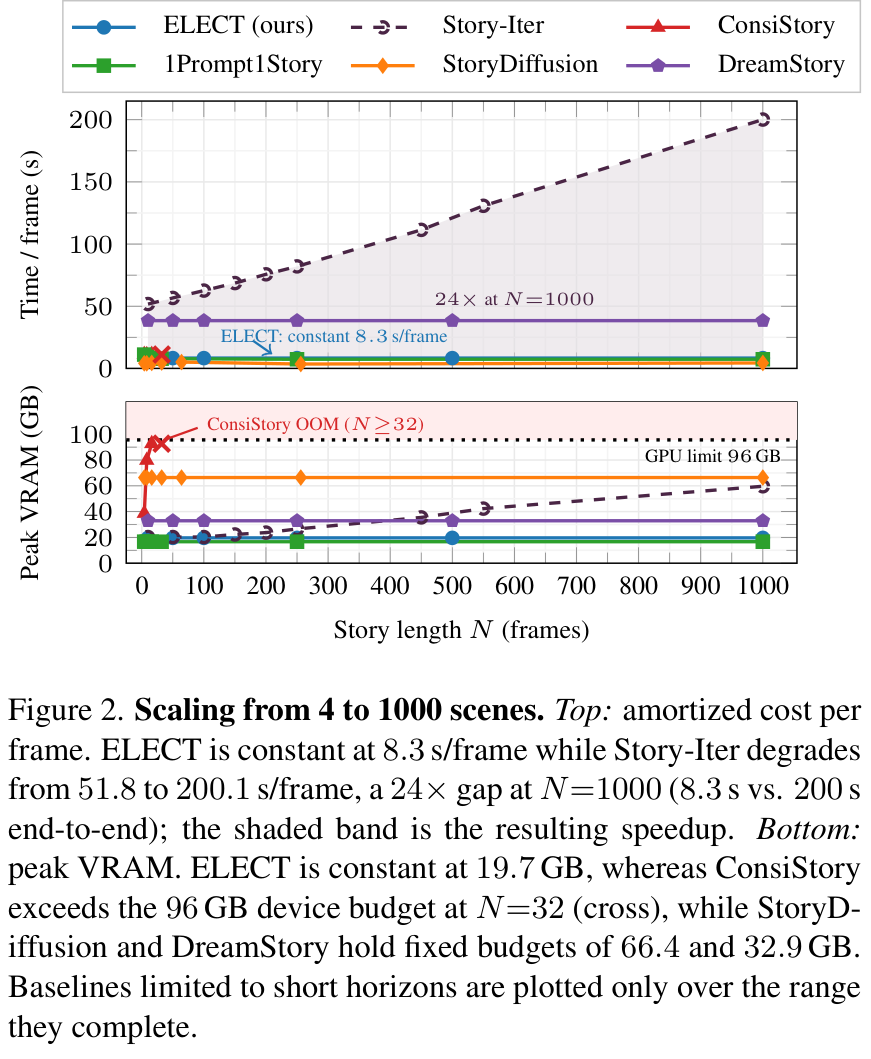 ELECT (ours) Story-Iter ConsiStory
1Prompt1Story StoryDiffusion DreamStory
200
150
100
50
0
Time / frame (s)
24× at N=1000
ELECT: constant 8.3 s/frame
100
80
60
40
20
0
Peak VRAM (GB)
ConsiStory OOM (N≥32)
GPU limit 96 GB
0 100 200 300 400 500 600 700 800 900 1000
Story length N (frames)
Figure 2. Scaling from 4 to 1000 scenes. Top: amortized cost per
frame. ELECT is constant at 8.3 s/frame while Story-Iter degrades
from 51.8 to 200.1 s/frame, a 24× gap at N=1000 (8.3 s vs. 200 s
end-to-end); the shaded band is the resulting speedup. Bottom:
peak VRAM. ELECT is constant at 19.7 GB, whereas ConsiStory
exceeds the 96 GB device budget at N=32 (cross), while StoryD-
iffusion and DreamStory hold fixed budgets of 66.4 and 32.9 GB.
Baselines limited to short horizons are plotted only over the range
they complete.